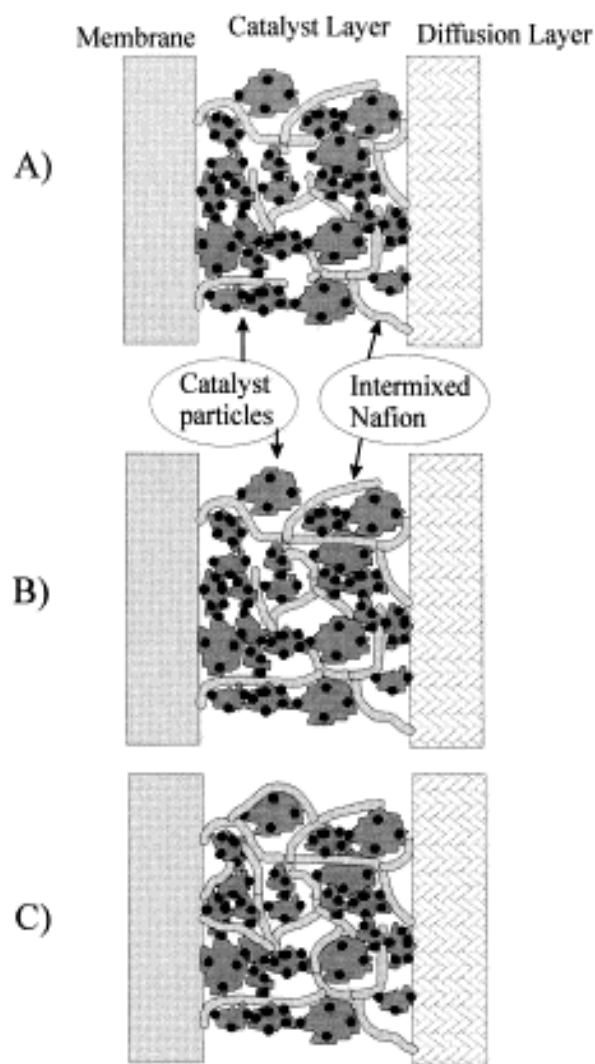 Membrane
Catalyst Layer
Diffusion Layer
A)
Catalyst
particles
Intermixed
Nafion
B)
C)